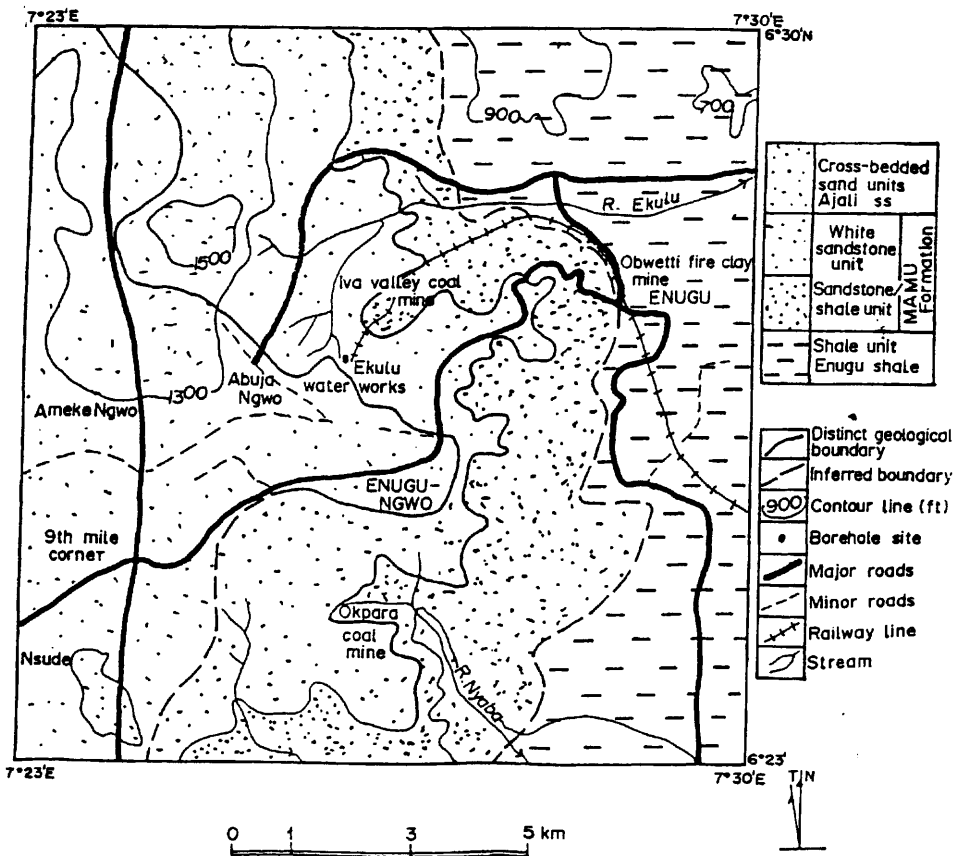 7°23'E
7°30'E
6°30'N
900
700
R. Ekulu
1500
Iva valley coal
mine
Obwetti fire clay
mine
ENUGU
Ekulu
water works
Abuja
Ngwo
1300
Ameke Ngwo
ENUGU-
NGWO
9th mile
corner
Okpara
coal
mine
Nsude
R. Nyaba
7°23'E
6°23'
7°30'E
Cross-bedded
sand units
Ajali ss
White
sandstone
unit
Sandstone/
shale unit
MAMU
Formation
Shale unit
Enugu shale
Distinct geological
boundary
Inferred boundary
900
Contour line (ft)
Borehole site
Major roads
Minor roads
Railway line
Stream
TN
0 1 3 5 km